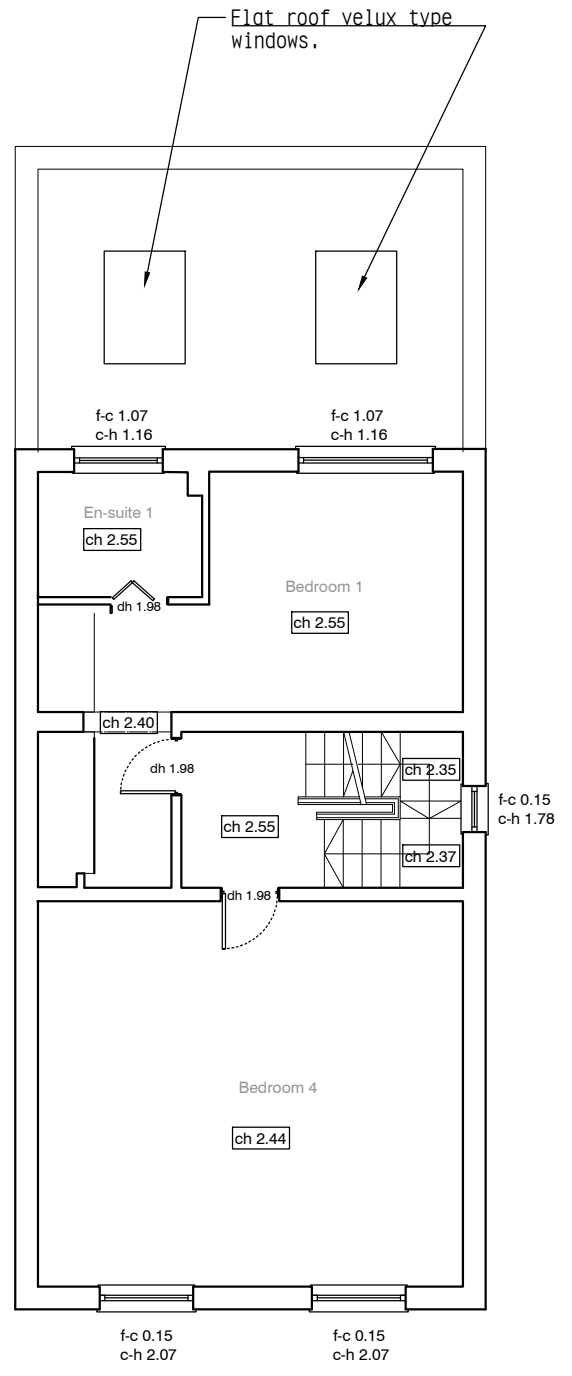 Flat roof velux type
windows.
f-c 1.07
c-h 1.16
f-c 1.07
c-h 1.16
En-suite 1
ch 2.55
dh 1.98
Bedroom 1
ch 2.55
ch 2.40
dh 1.98
ch 2.35
f-c 0.15
c-h 1.78
ch 2.55
ch 2.37
dh 1.98
Bedroom 4
ch 2.44
f-c 0.15
c-h 2.07
f-c 0.15
c-h 2.07